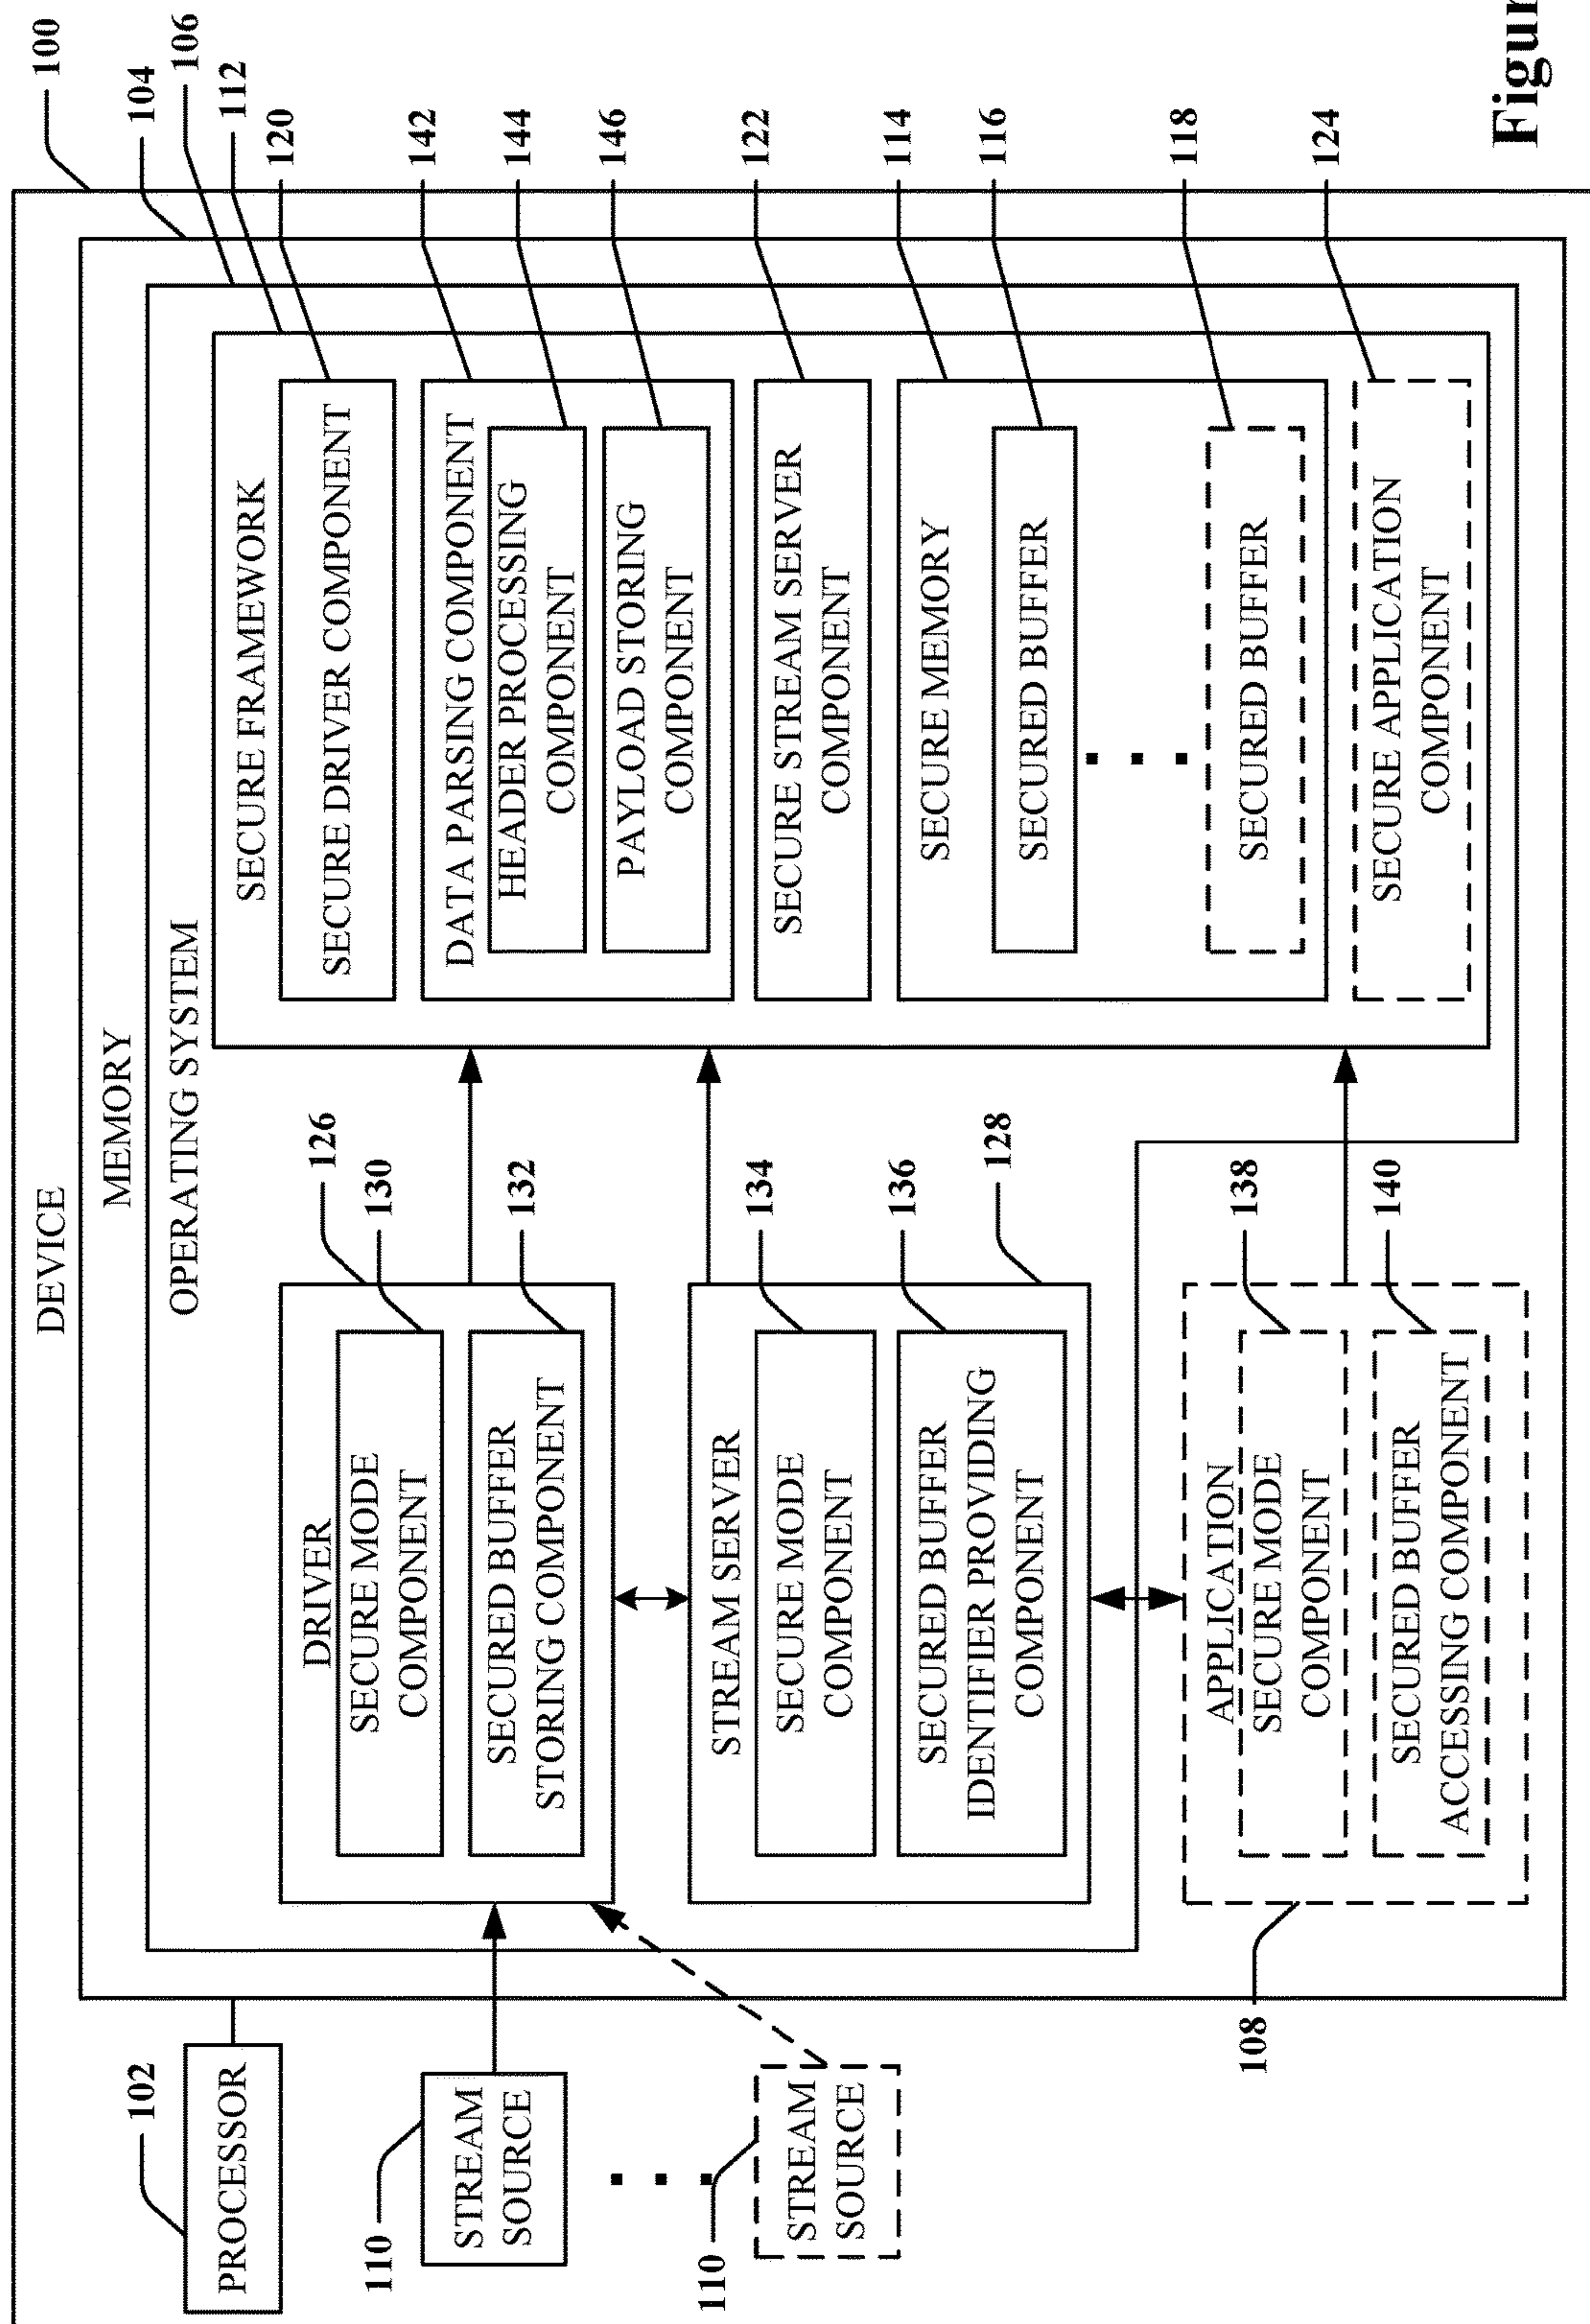 DEVICE
100
MEMORY
104
OPERATING SYSTEM
106
PROCESSOR
102
STREAM
SOURCE
110
STREAM
SOURCE
110
DRIVER
126
SECURE MODE
COMPONENT
130
SECURED BUFFER
STORING COMPONENT
132
STREAM SERVER
128
SECURE MODE
COMPONENT
134
SECURED BUFFER
IDENTIFIER PROVIDING
COMPONENT
136
APPLICATION
108
SECURE MODE
COMPONENT
138
SECURED BUFFER
ACCESSING COMPONENT
140
SECURE FRAMEWORK
112
SECURE DRIVER COMPONENT
120
DATA PARSING COMPONENT
142
HEADER PROCESSING
COMPONENT
144
PAYLOAD STORING
COMPONENT
146
SECURE STREAM SERVER
COMPONENT
122
SECURE MEMORY
114
SECURED BUFFER
116
SECURED BUFFER
118
SECURE APPLICATION
COMPONENT
124